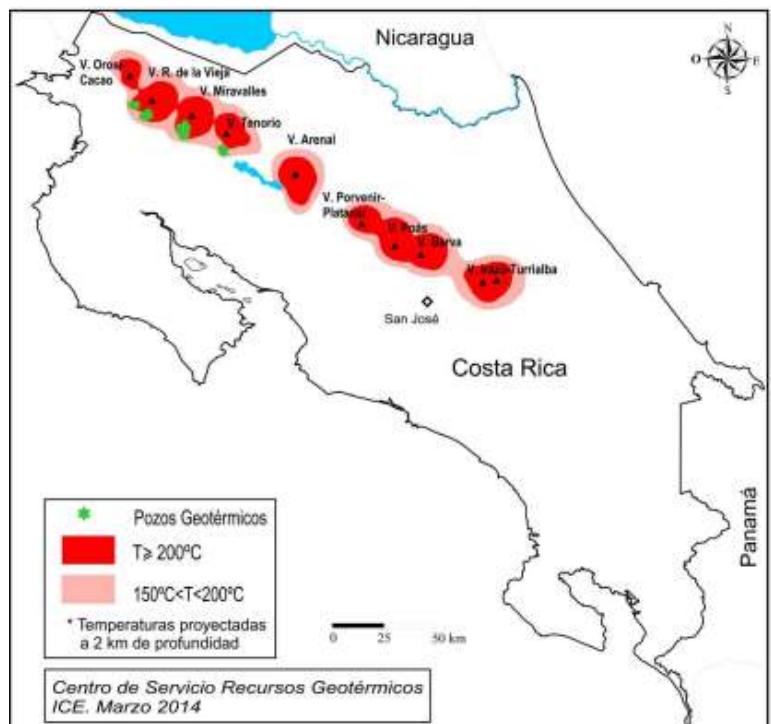 Nicaragua
N
O
E
S
V. Orosi-
Cacao
V. R. de la Vieja
V. Miravalles
V. Tenorio
V. Arenal
V. Porvenir-
Platanar
V. Poás
V. Barva
V. Irazú-Turrialba
San José
Costa Rica
Panamá
Pozos Geotérmicos
T≥ 200ºC
150ºC<T<200ºC
* Temperaturas proyectadas
a 2 km de profundidad
0 25 50 km
Centro de Servicio Recursos Geotérmicos
ICE. Marzo 2014